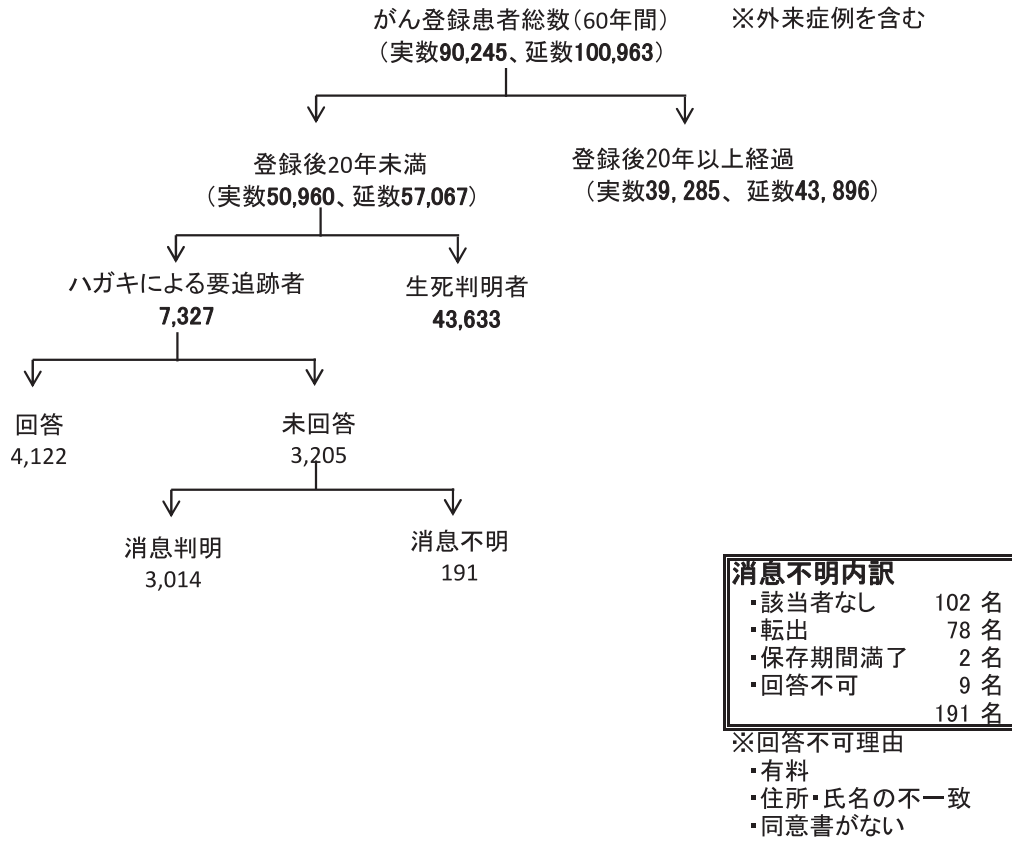 がん登録患者総数（60年間）
※外来症例を含む
（実数90,245、延数100,963）
登録後20年未満
（実数50,960、延数57,067）
登録後20年以上経過
（実数39,285、延数43,896）
ハガキによる要追跡者
7,327
生死判明者
43,633
回答
4,122
未回答
3,205
消息判明
3,014
消息不明
191
消息不明内訳
・該当者なし 102 名
・転出 78 名
・保存期間満了 2 名
・回答不可 9 名
191 名
※回答不可理由
・有料
・住所・氏名の不一致
・同意書がない